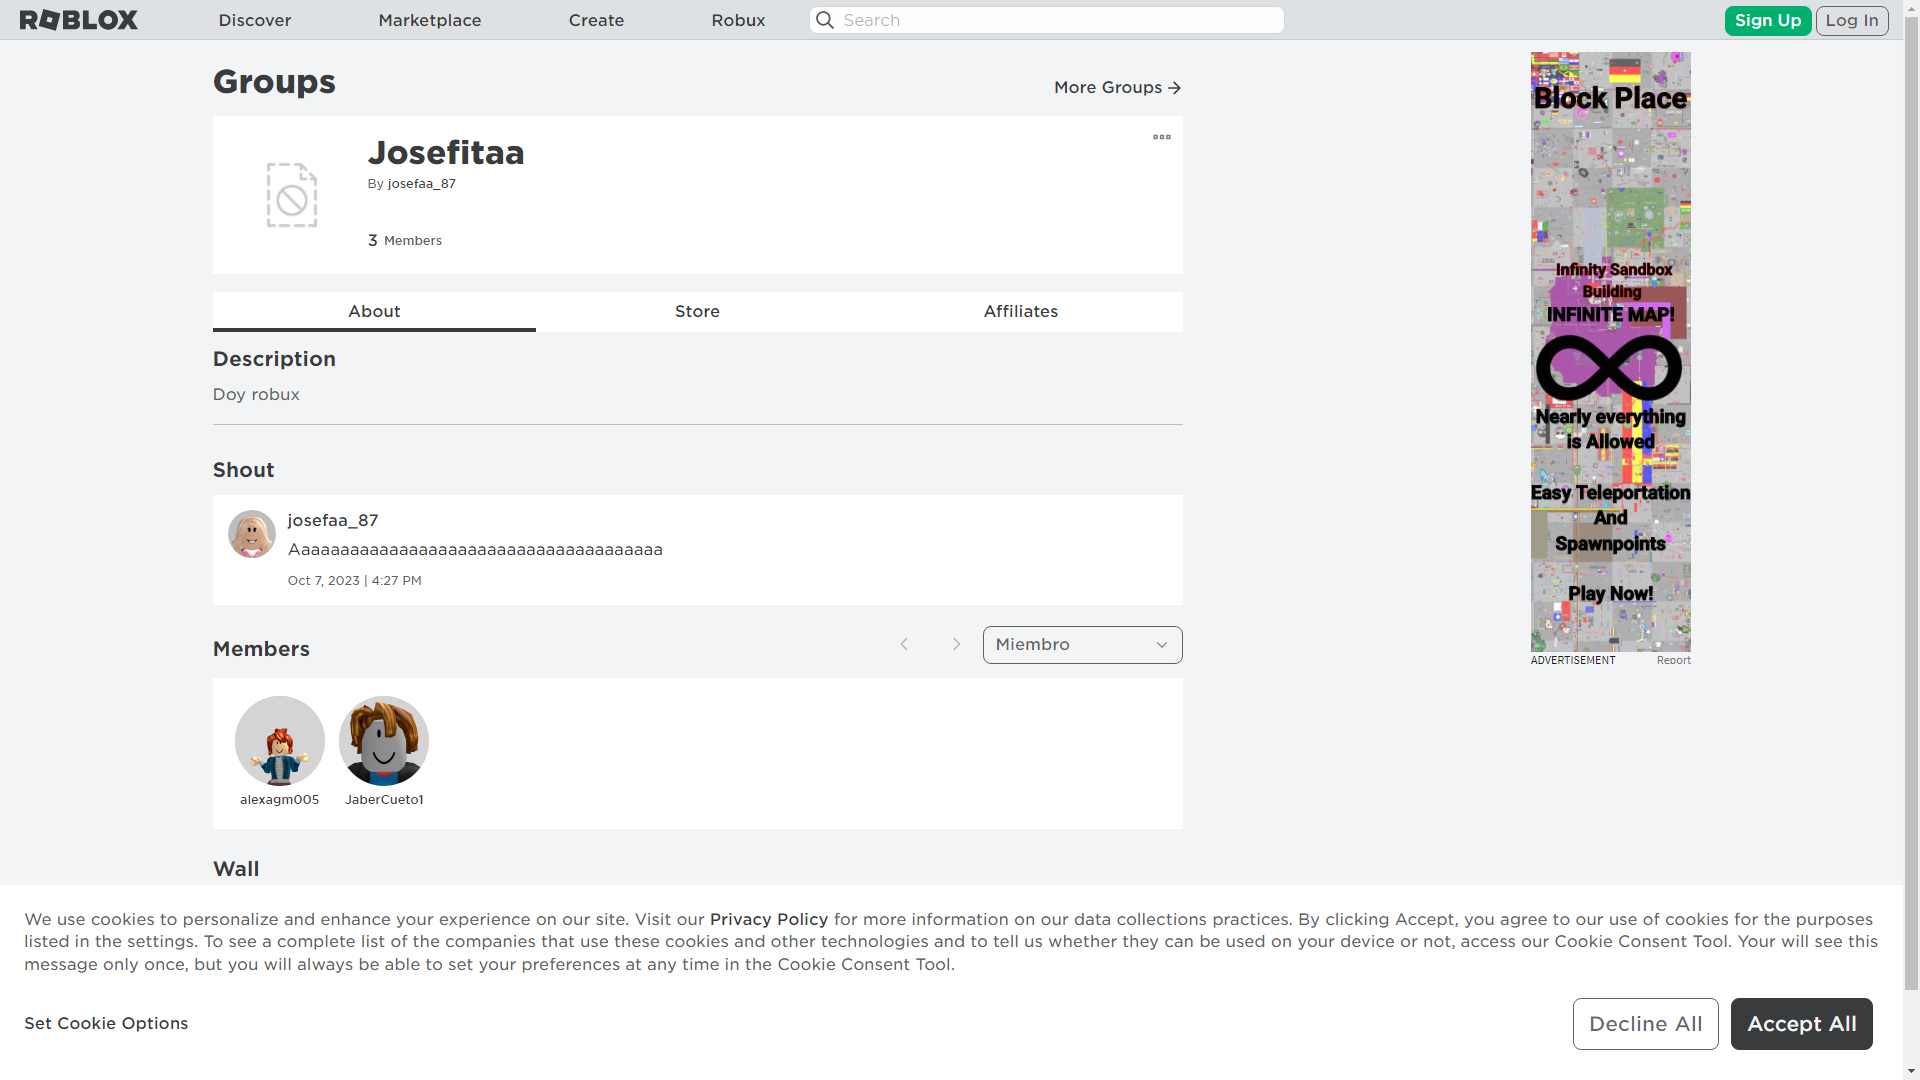 ROBLOX
Discover
Marketplace
Create
Robux
Search
Sign Up
Log In
Groups
More Groups
Josefitaa
By josefaa_87
3 Members
About
Store
Affiliates
Description
Doy robux
Shout
josefaa_87
Aaaaaaaaaaaaaaaaaaaaaaaaaaaaaaaaaaaaaaa
Oct 7, 2023 | 4:27 PM
Members
Miembro
alexagm005
JaberCueto1
Wall
Block Place
Infinity Sandbox
Building
INFINITE MAP!
Nearly everything
is Allowed
Easy Teleportation
And
Spawnpoints
Play Now!
ADVERTISEMENT
Report
We use cookies to personalize and enhance your experience on our site. Visit our Privacy Policy for more information on our data collections practices. By clicking Accept, you agree to our use of cookies for the purposes
listed in the settings. To see a complete list of the companies that use these cookies and other technologies and to tell us whether they can be used on your device or not, access our Cookie Consent Tool. Your will see this
message only once, but you will always be able to set your preferences at any time in the Cookie Consent Tool.
Set Cookie Options
Decline All
Accept All